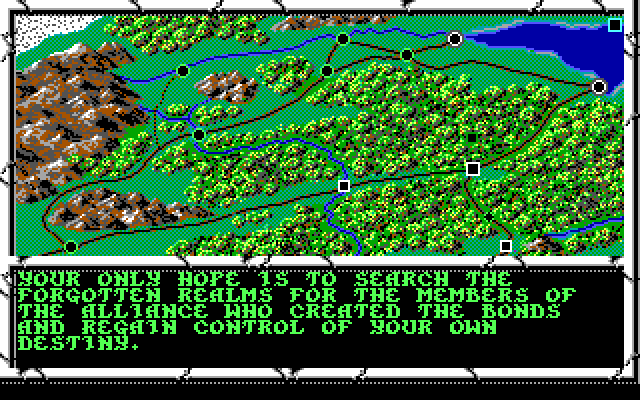 YOUR ONLY HOPE IS TO SEARCH THE
FORGOTTEN REALMS FOR THE MEMBERS OF
THE ALLIANCE WHO CREATED THE BONDS
AND REGAIN CONTROL OF YOUR OWN
DESTINY.